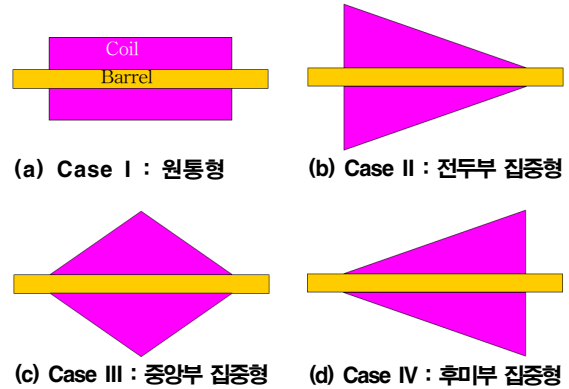 Coil
Barrel
(a) Case I : 원통형
(b) Case II : 전두부 집중형
(c) Case III : 중앙부 집중형
(d) Case IV : 후미부 집중형